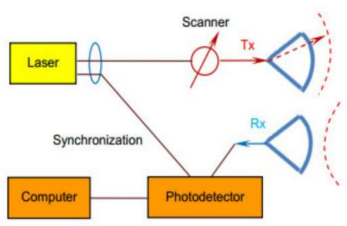 Scanner
Tx
Laser
Rx
Synchronization
Computer
Photodetector